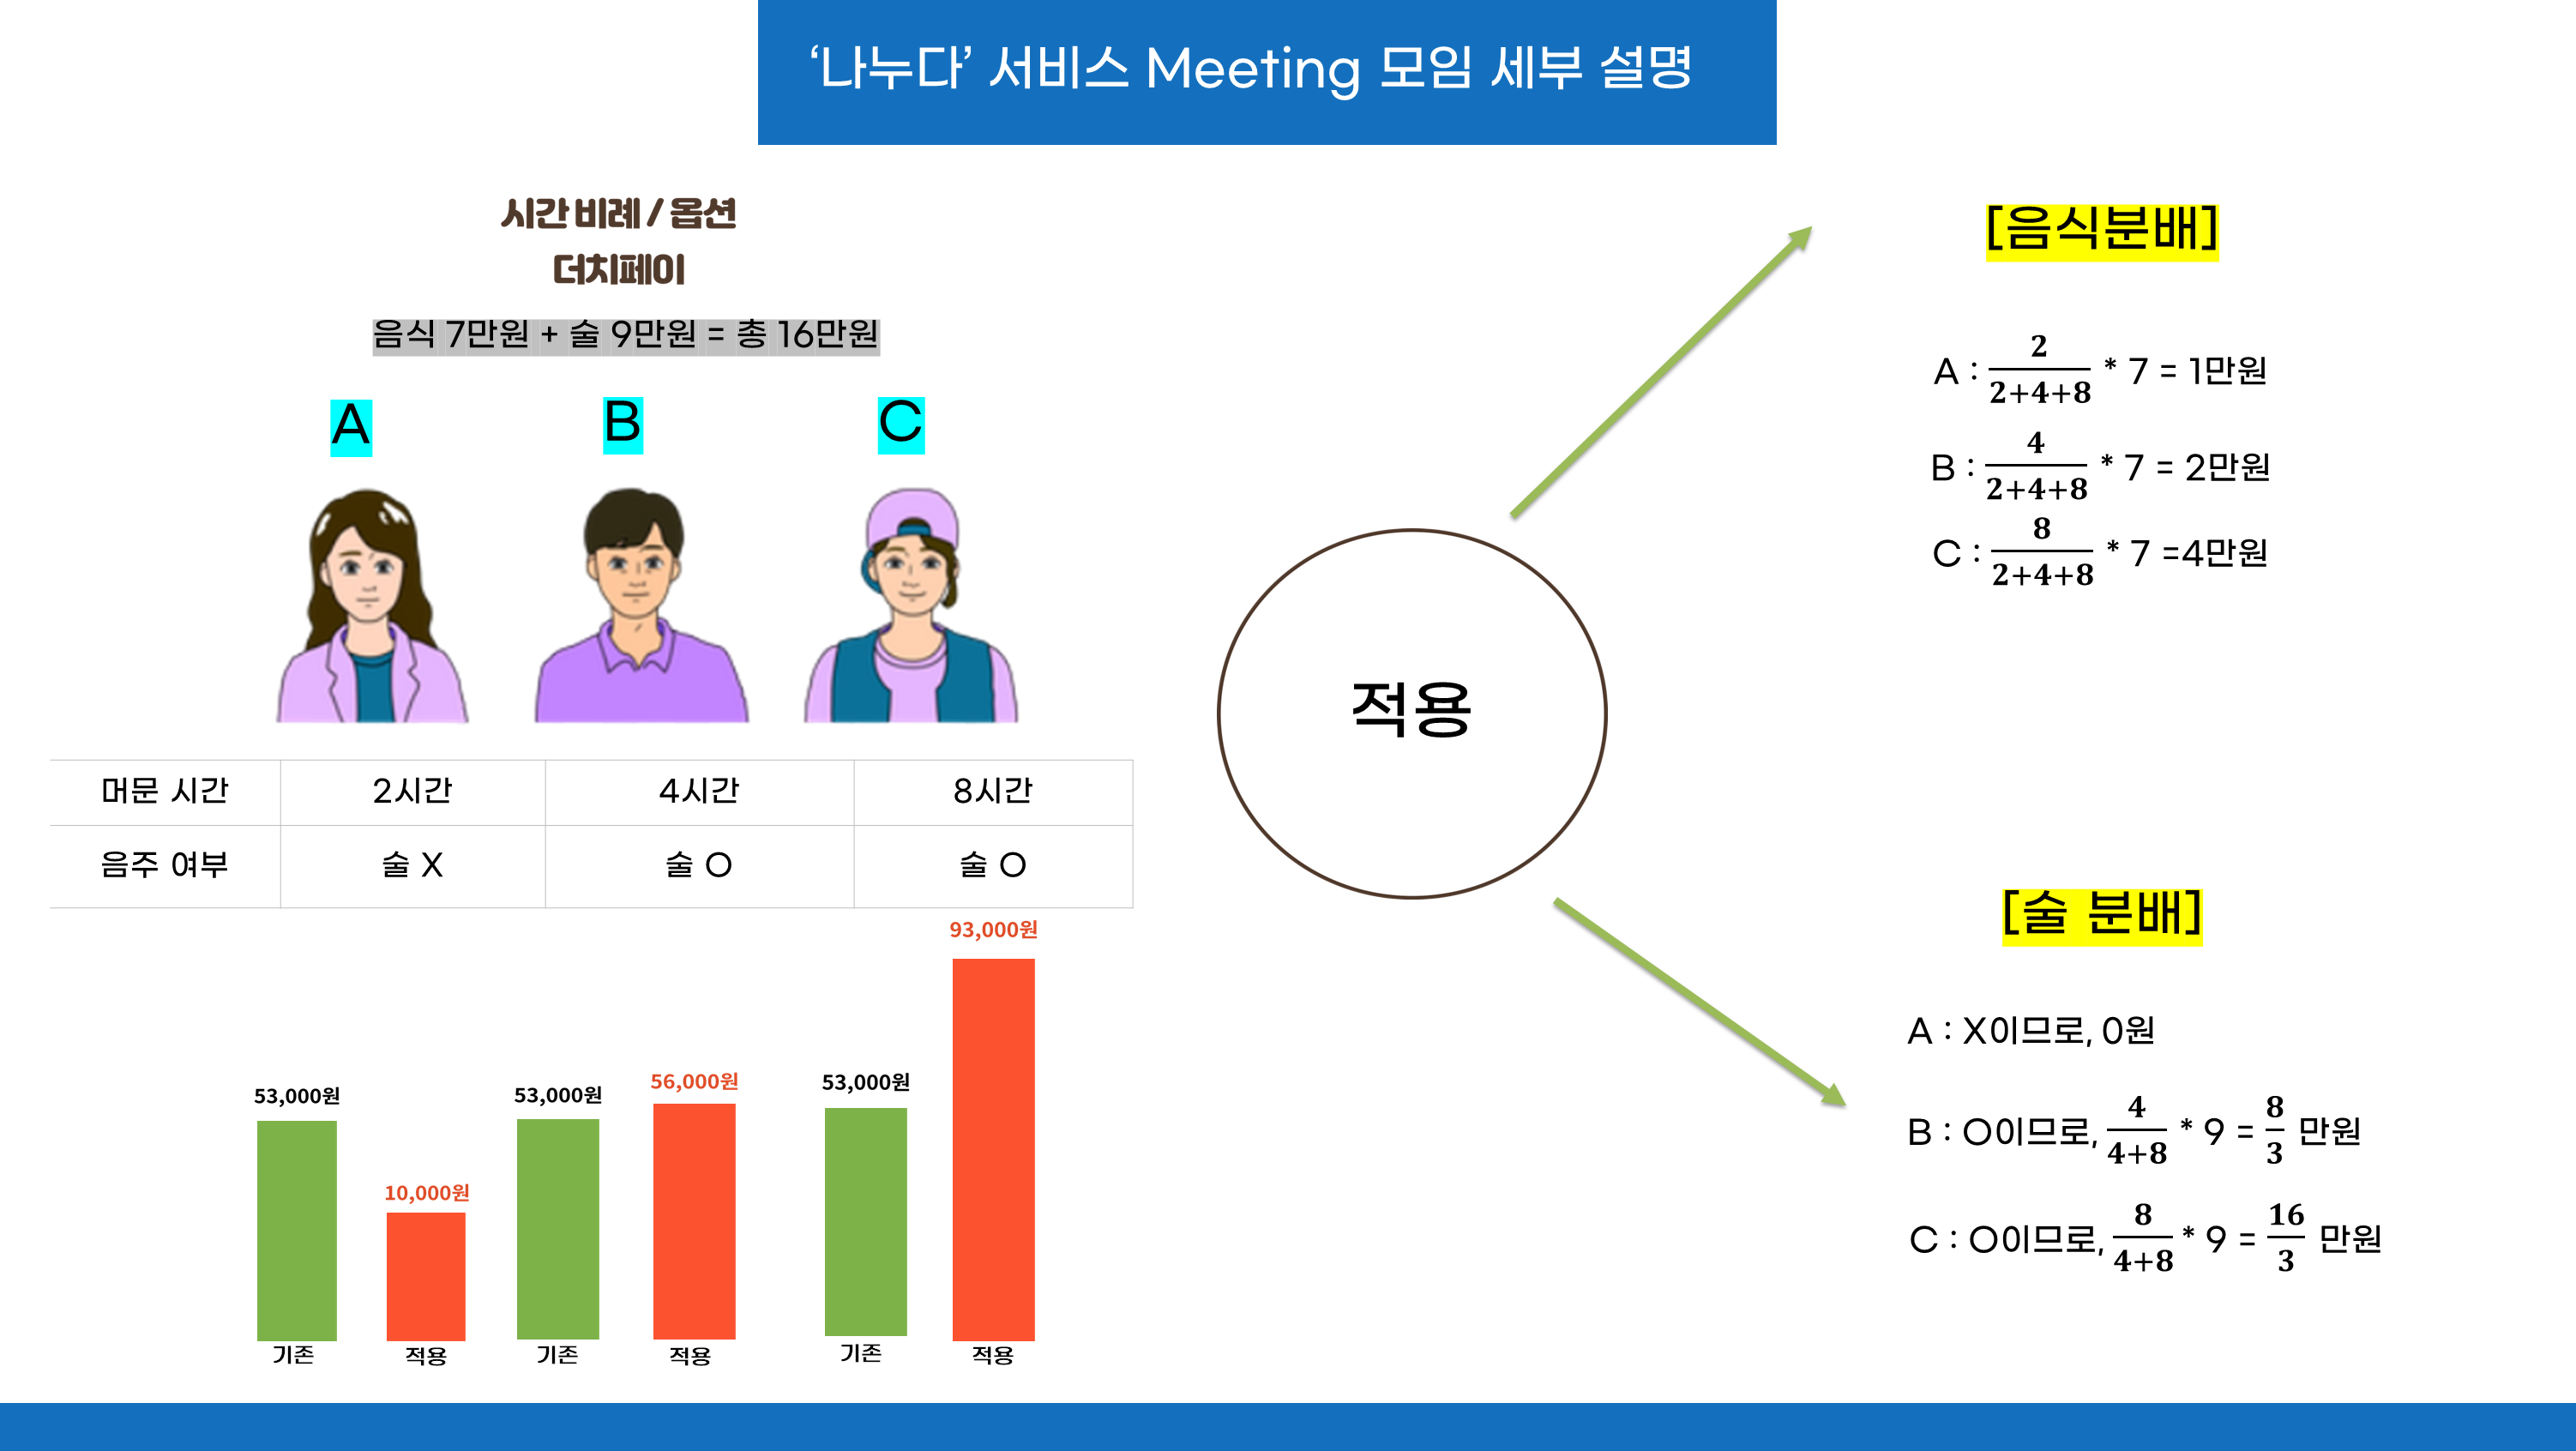 ‘나누다’ 서비스 Meeting 모임 세부 설명
시간 비례 / 옵션
더치페이
음식 7만원 + 술 9만원 = 총 16만원
A B C
머문 시간 2시간 4시간 8시간
음주 여부 술 X 술 O 술 O
53,000원 10,000원 53,000원 56,000원 53,000원 93,000원
기존 적용 기존 적용 기존 적용
적용
[음식분배]
A : 2/(2+4+8) * 7 = 1만원
B : 4/(2+4+8) * 7 = 2만원
C : 8/(2+4+8) * 7 =4만원
[술 분배]
A : X이므로, 0원
B : O이므로, 4/(4+8) * 9 = 8/3 만원
C : O이므로, 8/(4+8) * 9 = 16/3 만원